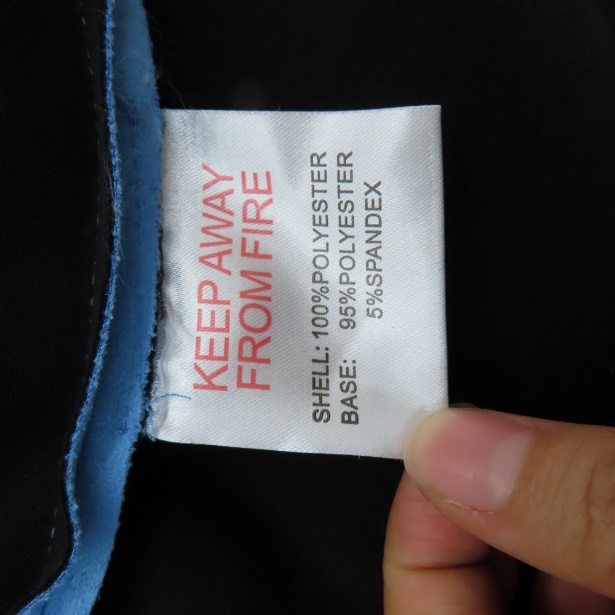 KEEP AWAY
FROM FIRE
SHELL: 100%POLYESTER
BASE: 95%POLYESTER
5%SPANDEX